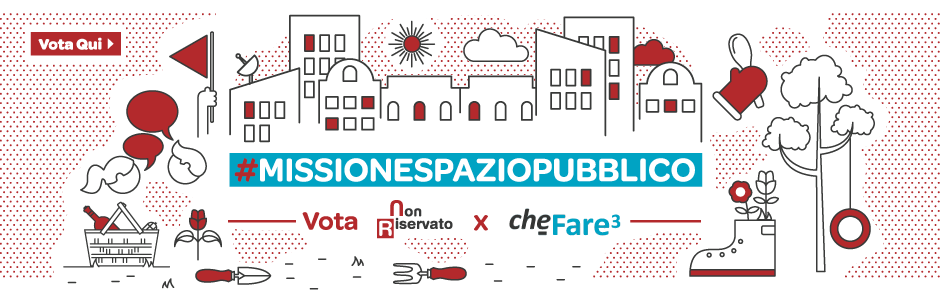 Vota Qui
#MISSIONESPAZIOPUBBLICO
Vota Non Riservato x cheFare3